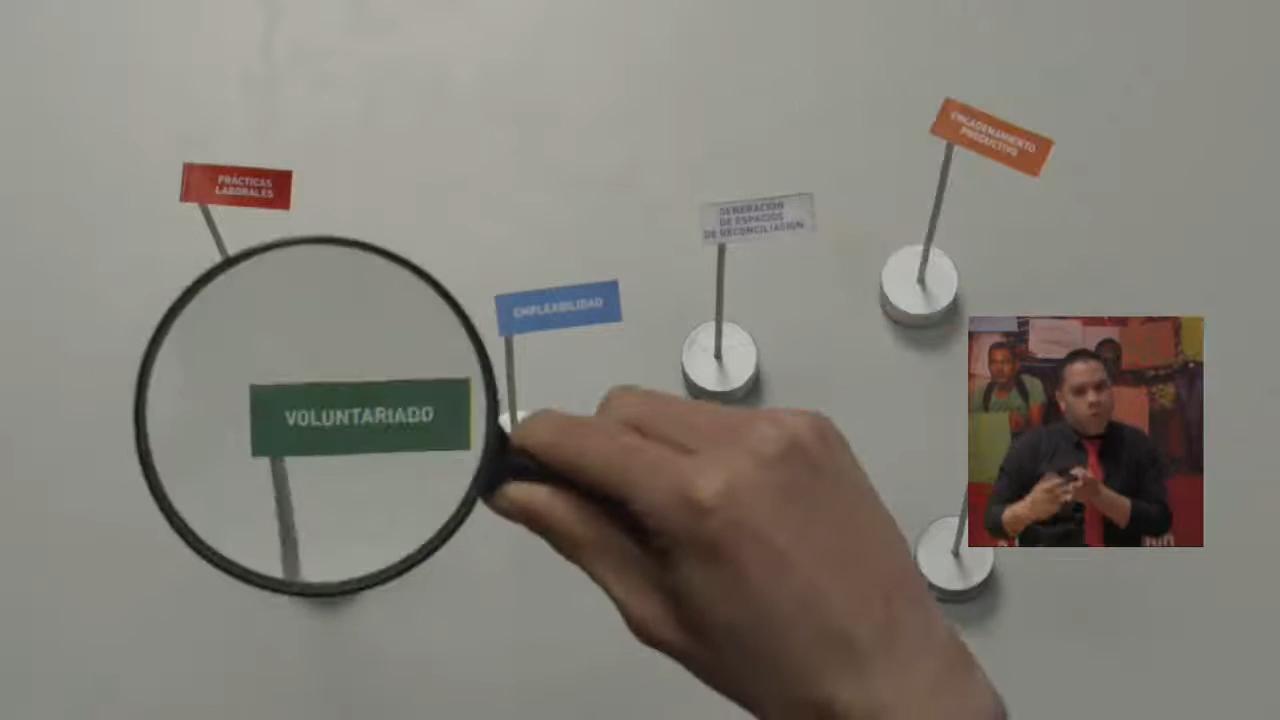 PRÁCTICAS
LABORALES
VOLUNTARIADO
EMPLEABILIDAD
GENERACIÓN
DE ESPACIOS
DE RECONCILIACIÓN
ENCADENAMIENTO
PRODUCTIVO